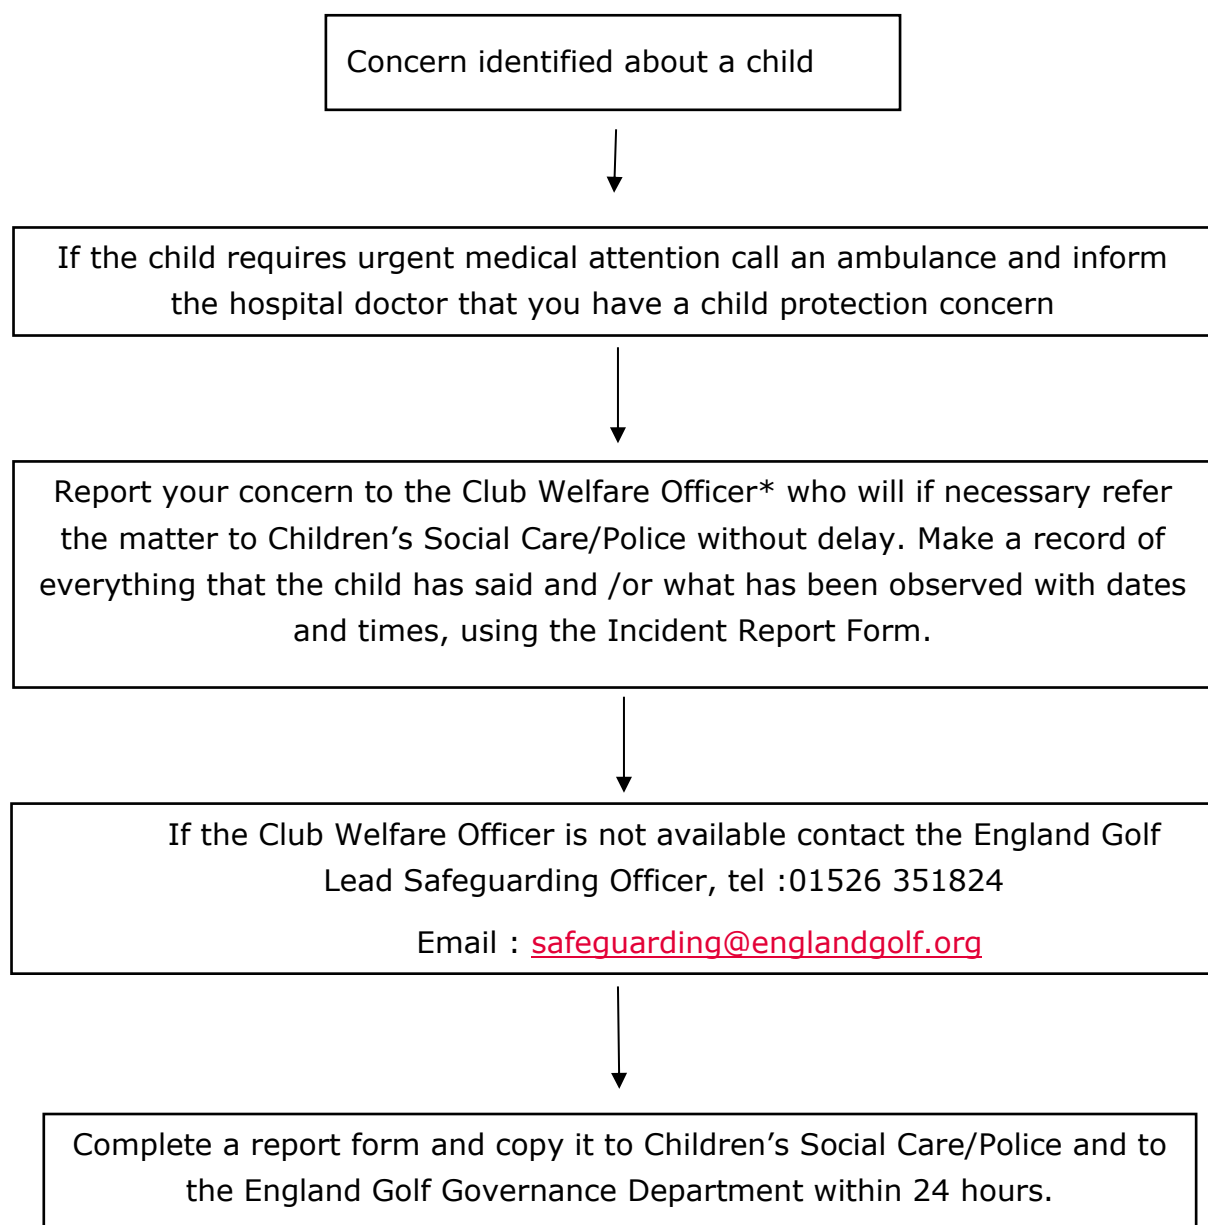 Concern identified about a child
If the child requires urgent medical attention call an ambulance and inform
the hospital doctor that you have a child protection concern
Report your concern to the Club Welfare Officer* who will if necessary refer
the matter to Children’s Social Care/Police without delay. Make a record of
everything that the child has said and /or what has been observed with dates
and times, using the Incident Report Form.
If the Club Welfare Officer is not available contact the England Golf
Lead Safeguarding Officer, tel :01526 351824
Email : safeguarding@englandgolf.org
Complete a report form and copy it to Children’s Social Care/Police and to
the England Golf Governance Department within 24 hours.